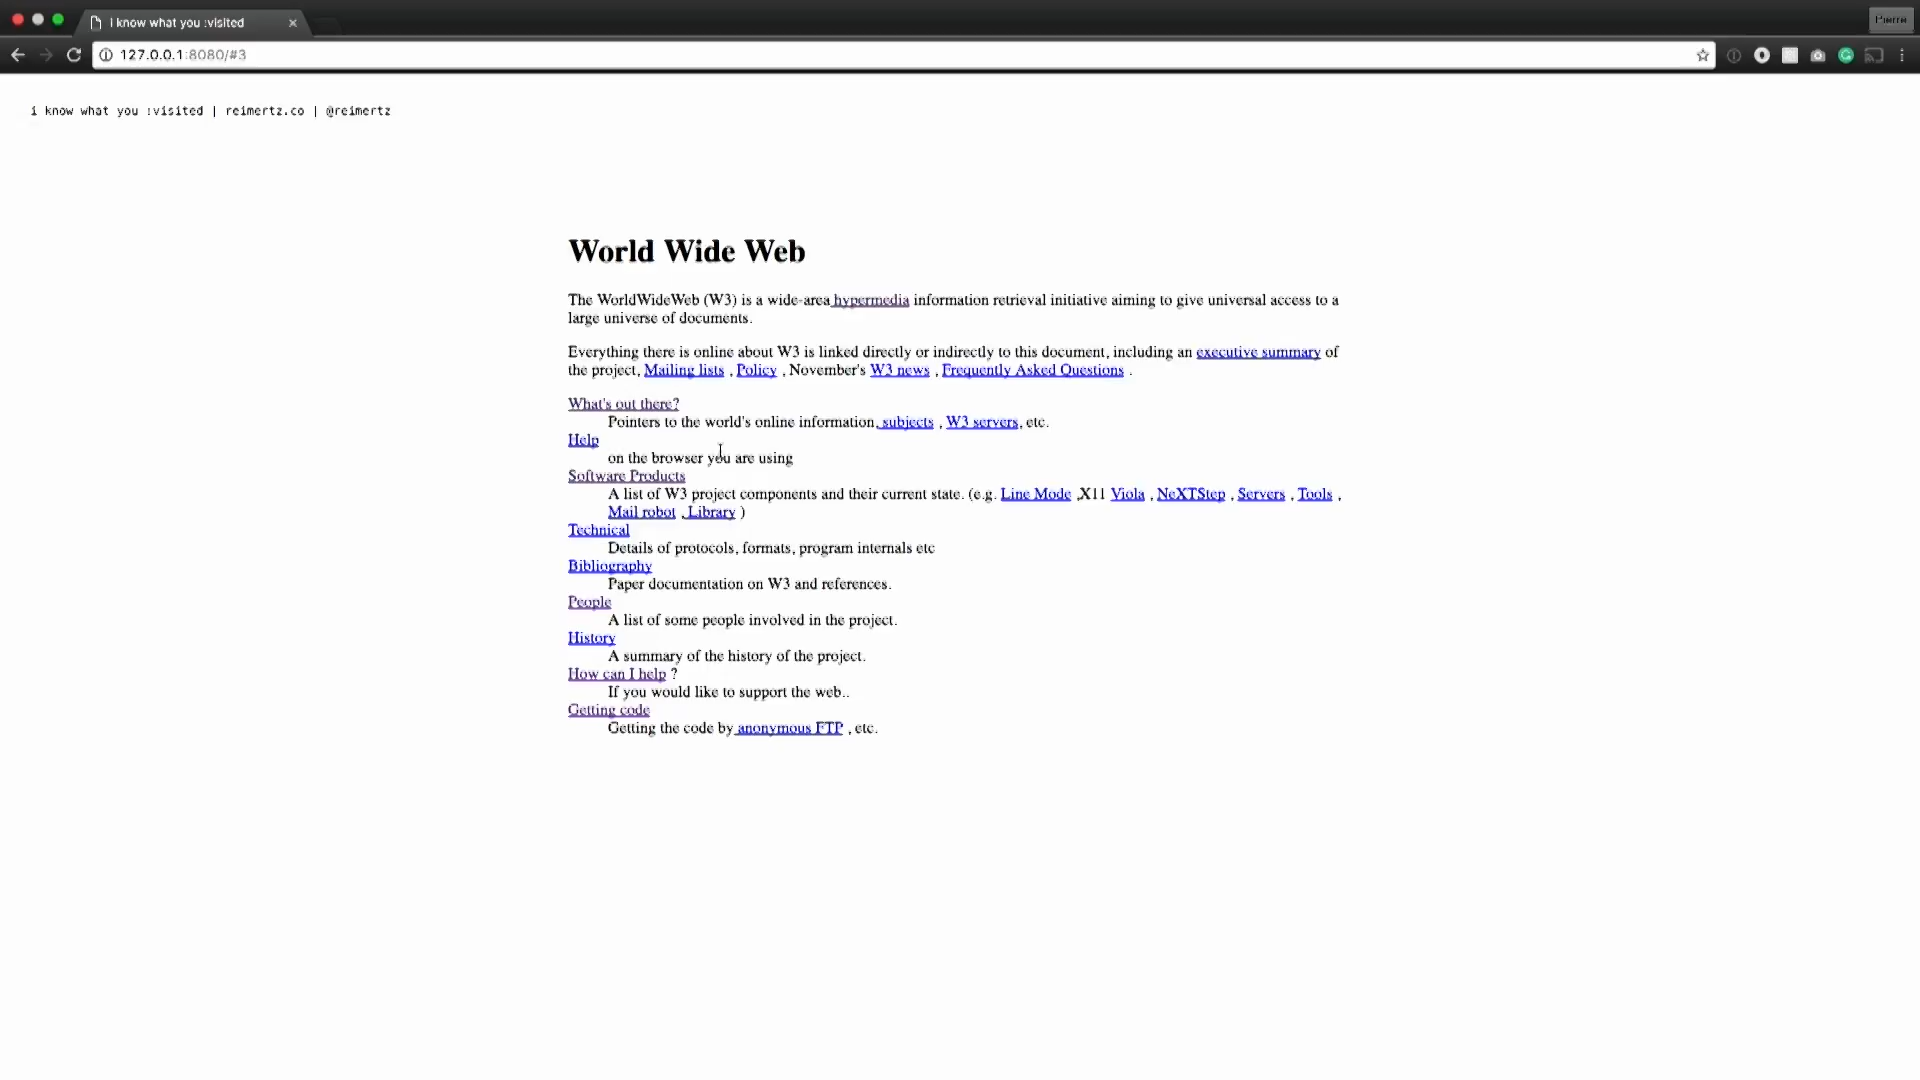 I know what you :visited
Pierre
127.0.0.1:8080/#3
i know what you :visited | reimertz.co | @reimertz
World Wide Web
The WorldWideWeb (W3) is a wide-area hypermedia information retrieval initiative aiming to give universal access to a
large universe of documents.
Everything there is online about W3 is linked directly or indirectly to this document, including an executive summary of
the project, Mailing lists , Policy , November's W3 news , Frequently Asked Questions .
What's out there?
Pointers to the world's online information, subjects , W3 servers, etc.
Help
on the browser you are using
Software Products
A list of W3 project components and their current state. (e.g. Line Mode ,X11 Viola , NeXTStep , Servers , Tools ,
Mail robot , Library )
Technical
Details of protocols, formats, program internals etc
Bibliography
Paper documentation on W3 and references.
People
A list of some people involved in the project.
History
A summary of the history of the project.
How can I help ?
If you would like to support the web..
Getting code
Getting the code by anonymous FTP , etc.